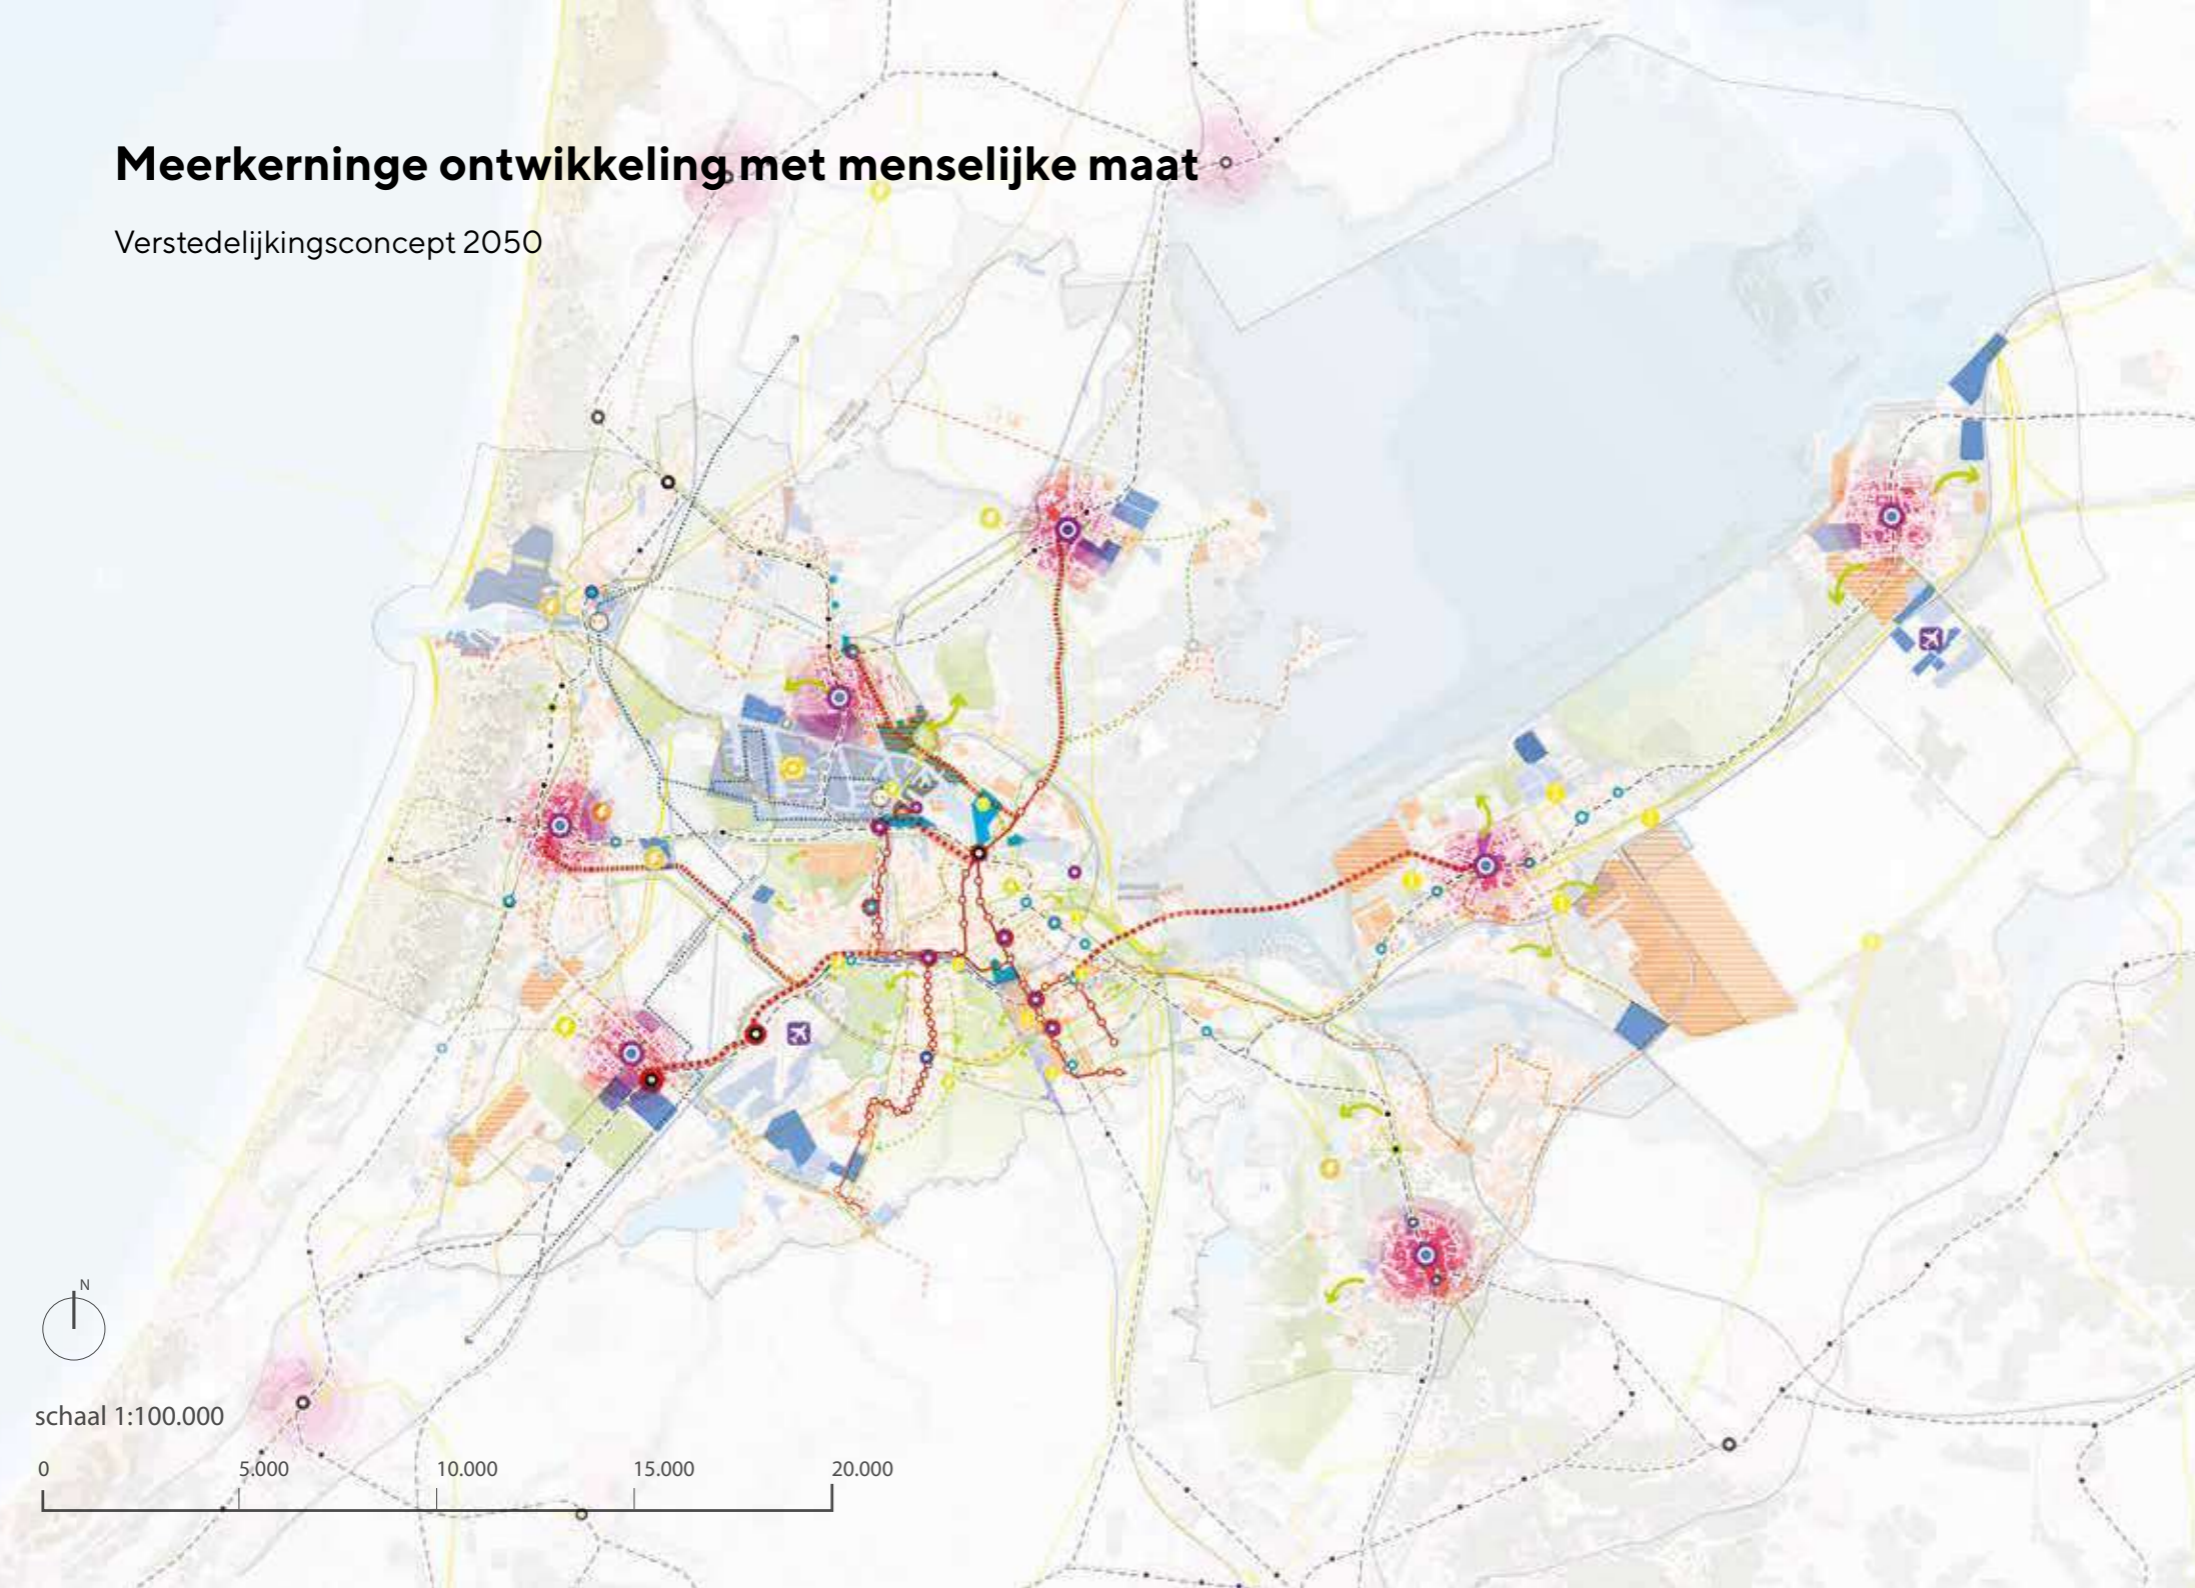 Meerkerninge ontwikkeling met menselijke maat
Verstedelijkingsconcept 2050
N
schaal 1:100.000
0 5.000 10.000 15.000 20.000